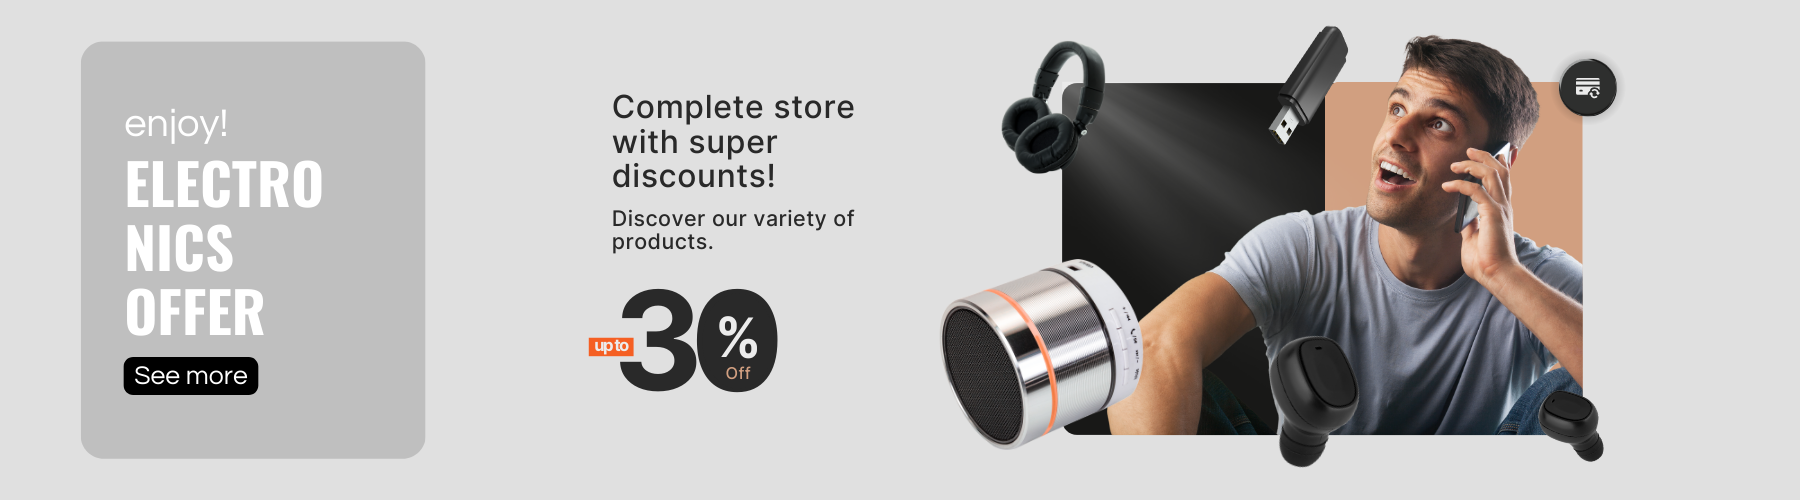 enjoy!
ELECTRO
NICS
OFFER
See more
Complete store
with super
discounts!
Discover our variety of
products.
up to
30
%
Off